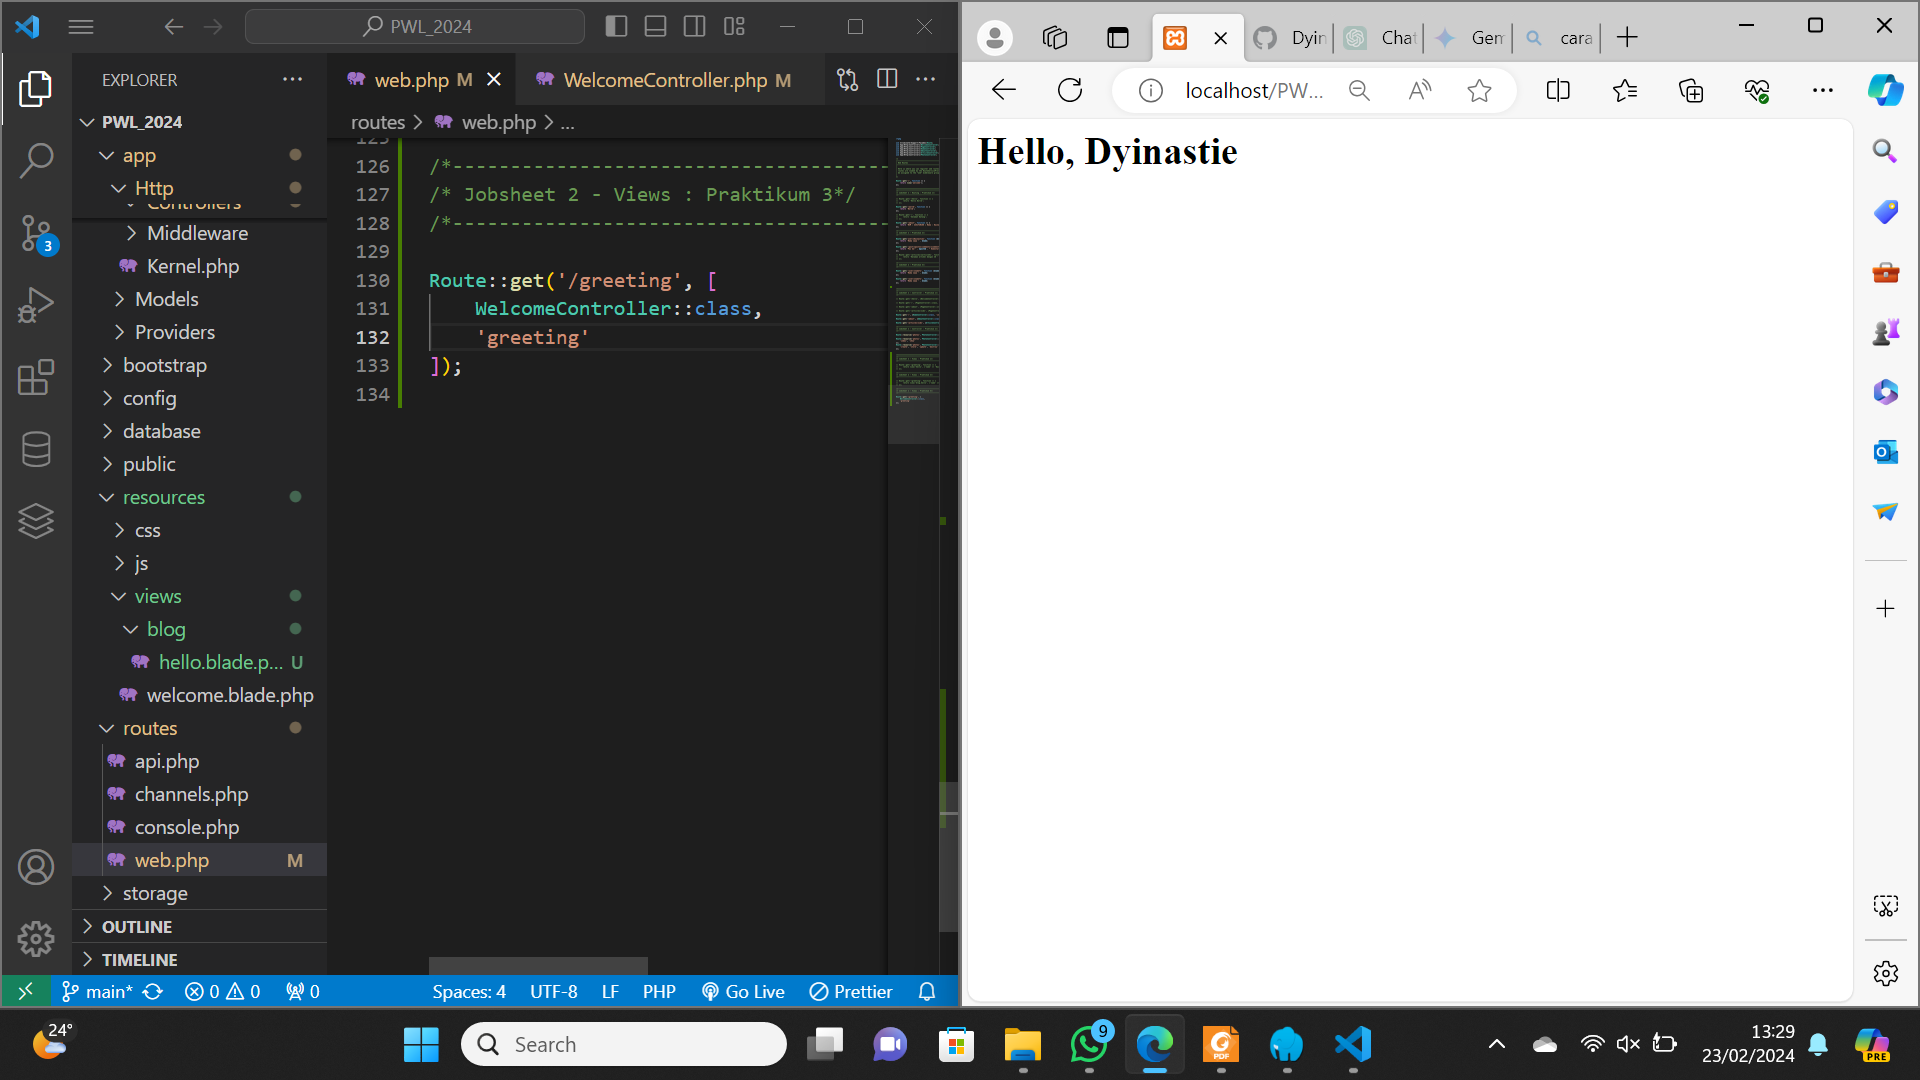 PWL_2024
EXPLORER
PWL_2024
app
Http
Controllers
Middleware
Kernel.php
Models
Providers
bootstrap
config
database
public
resources
css
js
views
blog
hello.blade.p... U
welcome.blade.php
routes
api.php
channels.php
console.php
web.php M
storage
OUTLINE
TIMELINE
3
web.php M
WelcomeController.php M
routes > web.php > ...
125
126 /*----------------------------------------
127 /* Jobsheet 2 - Views : Praktikum 3*/
128 /*----------------------------------------
129
130 Route::get('/greeting', [
131 WelcomeController::class,
132 'greeting'
133 ]);
134
main* 0 0 0 Spaces: 4 UTF-8 LF PHP Go Live Prettier
Dyin Chat Gem cara
localhost/PW...
Hello, Dyinastie
24°
Search
PDF
9
13:29
23/02/2024
PRE